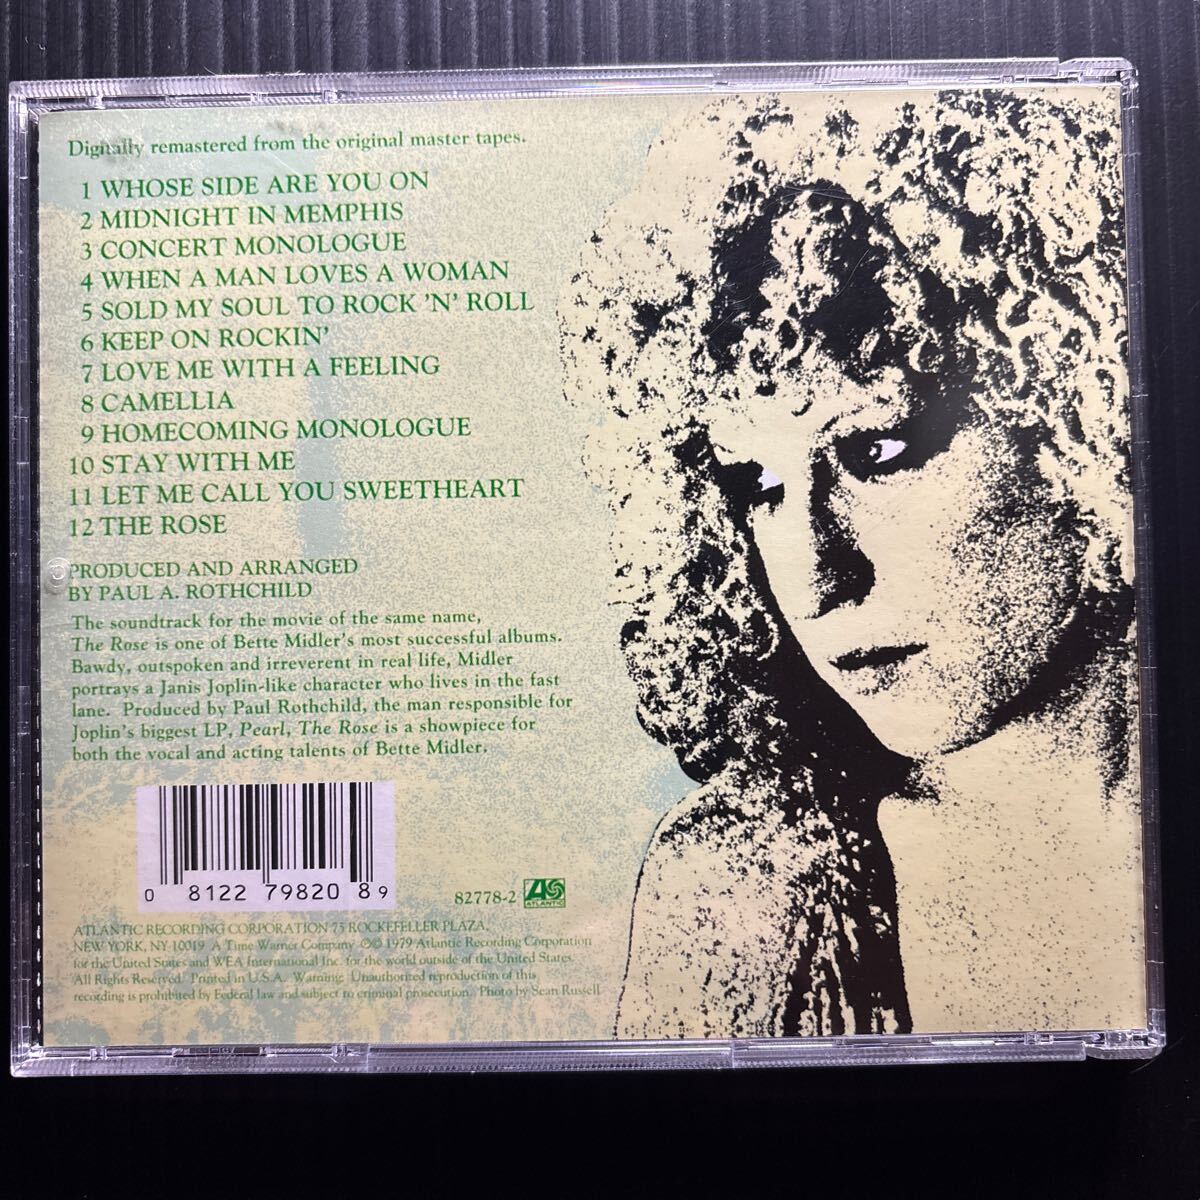 Digitally remastered from the original master tapes.
1 WHOSE SIDE ARE YOU ON
2 MIDNIGHT IN MEMPHIS
3 CONCERT MONOLOGUE
4 WHEN A MAN LOVES A WOMAN
5 SOLD MY SOUL TO ROCK 'N' ROLL
6 KEEP ON ROCKIN'
7 LOVE ME WITH A FEELING
8 CAMELLIA
9 HOMECOMING MONOLOGUE
10 STAY WITH ME
11 LET ME CALL YOU SWEETHEART
12 THE ROSE
PRODUCED AND ARRANGED
BY PAUL A. ROTHCHILD
The soundtrack for the movie of the same name,
The Rose is one of Bette Midler's most successful albums.
Bawdy, outspoken and irreverent in real life, Midler
portrays a Janis Joplin-like character who lives in the fast
lane. Produced by Paul Rothchild, the man responsible for
Joplin's biggest LP, Pearl, The Rose is a showpiece for
both the vocal and acting talents of Bette Midler.
0 8122 79820 8 9
82778-2 ATLANTIC
ATLANTIC RECORDING CORPORATION 75 ROCKEFELLER PLAZA,
NEW YORK, NY 10019 A Time Warner Company ©℗ 1979 Atlantic Recording Corporation
for the United States and WEA International Inc. for the world outside of the United States.
All Rights Reserved. Printed in U.S.A. Warning: Unauthorized reproduction of this
recording is prohibited by Federal law and subject to criminal prosecution. Photo by Sean Russell